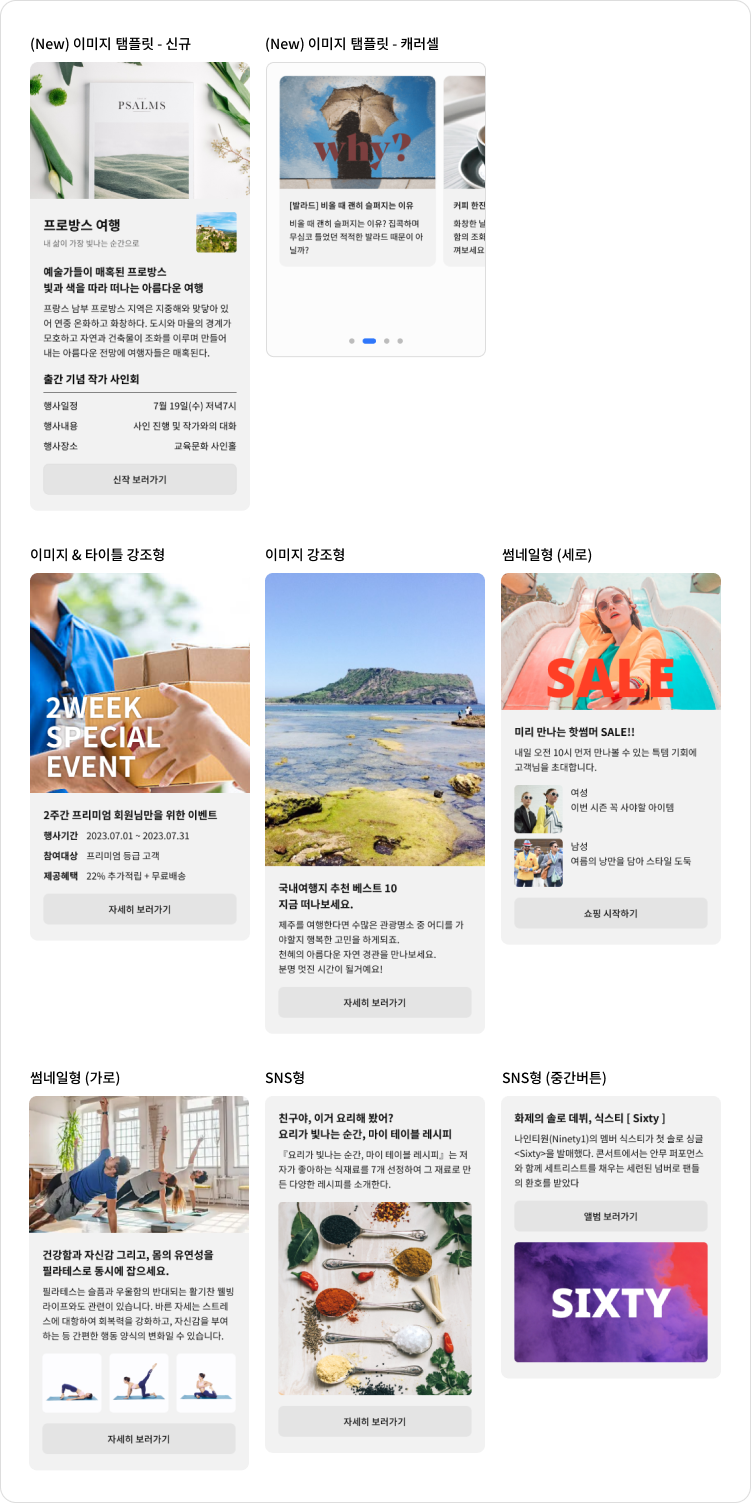 (New) 이미지 탬플릿 - 신규
(New) 이미지 탬플릿 - 캐러셀
PSALMS
프로방스 여행
내 삶이 가장 빛나는 순간으로
예술가들이 매혹된 프로방스
빛과 색을 따라 떠나는 아름다운 여행
프랑스 남부 프로방스 지역은 지중해와 맞닿아 있
어 연중 온화하고 화창하다. 도시와 마을의 경계가
모호하고 자연과 건축물이 조화를 이루며 만들어
내는 아름다운 전망에 여행자들은 매혹된다.
출간 기념 작가 사인회
행사일정 7월 19일(수) 저녁7시
행사내용 사인 진행 및 작가와의 대화
행사장소 교육문화 사인홀
신작 보러가기
why?
[발라드] 비올 때 괜히 슬퍼지는 이유
비올 때 괜히 슬퍼지는 이유? 집콕하며
무심코 틀었던 적적한 발라드 때문이 아
닐까?
커피 한진
화창한 날
함의 조화
껴보세요
이미지 & 타이틀 강조형
이미지 강조형
썸네일형 (세로)
2WEEK
SPECIAL
EVENT
2주간 프리미엄 회원님만을 위한 이벤트
행사기간 2023.07.01 ~ 2023.07.31
참여대상 프리미엄 등급 고객
제공혜택 22% 추가적립 + 무료배송
자세히 보러가기
국내여행지 추천 베스트 10
지금 떠나보세요.
제주를 여행한다면 수많은 관광명소 중 어디를 가
야할지 행복한 고민을 하게되죠.
천혜의 아름다운 자연 경관을 만나보세요.
분명 멋진 시간이 될거예요!
자세히 보러가기
SALE
미리 만나는 핫썸머 SALE!!
내일 오전 10시 먼저 만나볼 수 있는 특템 기회에
고객님을 초대합니다.
여성
이번 시즌 꼭 사야할 아이템
남성
여름의 낭만을 담아 스타일 도둑
쇼핑 시작하기
썸네일형 (가로)
SNS형
SNS형 (중간버튼)
건강함과 자신감 그리고, 몸의 유연성을
필라테스로 동시에 잡으세요.
필라테스는 슬픔과 우울함의 반대되는 활기찬 웰빙
라이프와도 관련이 있습니다. 바른 자세는 스트레
스에 대항하여 회복력을 강화하고, 자신감을 부여
하는 등 간편한 행동 양식의 변화일 수 있습니다.
자세히 보러가기
친구야, 이거 요리해 봤어?
요리가 빛나는 순간, 마이 테이블 레시피
『요리가 빛나는 순간, 마이 테이블 레시피』는 저
자가 좋아하는 식재료를 7개 선정하여 그 재료로 만
든 다양한 레시피를 소개한다.
자세히 보러가기
화제의 솔로 데뷔, 식스티 [ Sixty ]
나인티원(Ninety1)의 멤버 식스티가 첫 솔로 싱글
<Sixty>을 발매했다. 콘서트에서는 안무 퍼포먼스
와 함께 세트리스트를 채우는 세련된 넘버로 팬들
의 환호를 받았다
앨범 보러가기
SIXTY